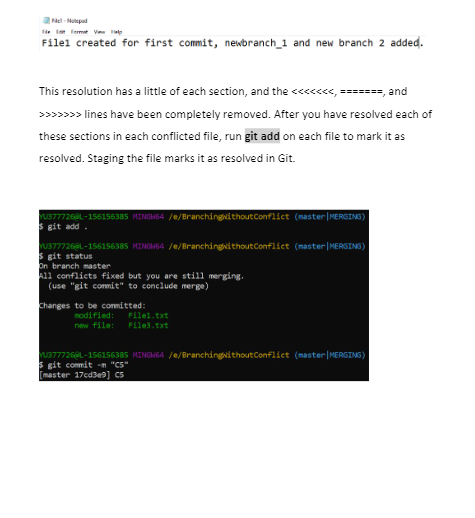 File1 - Notepad
File Edit Format View Help
File1 created for first commit, newbranch_1 and new branch 2 added.
This resolution has a little of each section, and the <<<<<<<, =======, and
>>>>>>> lines have been completely removed. After you have resolved each of
these sections in each conflicted file, run git add on each file to mark it as
resolved. Staging the file marks it as resolved in Git.
YU377726@L-156156385 MINGW64 /e/BranchingWithoutConflict (master|MERGING)
$ git add .
YU377726@L-156156385 MINGW64 /e/BranchingWithoutConflict (master|MERGING)
$ git status
On branch master
All conflicts fixed but you are still merging.
(use "git commit" to conclude merge)
Changes to be committed:
modified: File1.txt
new file: File3.txt
YU377726@L-156156385 MINGW64 /e/BranchingWithoutConflict (master|MERGING)
$ git commit -m "C5"
[master 17cd3e9] C5